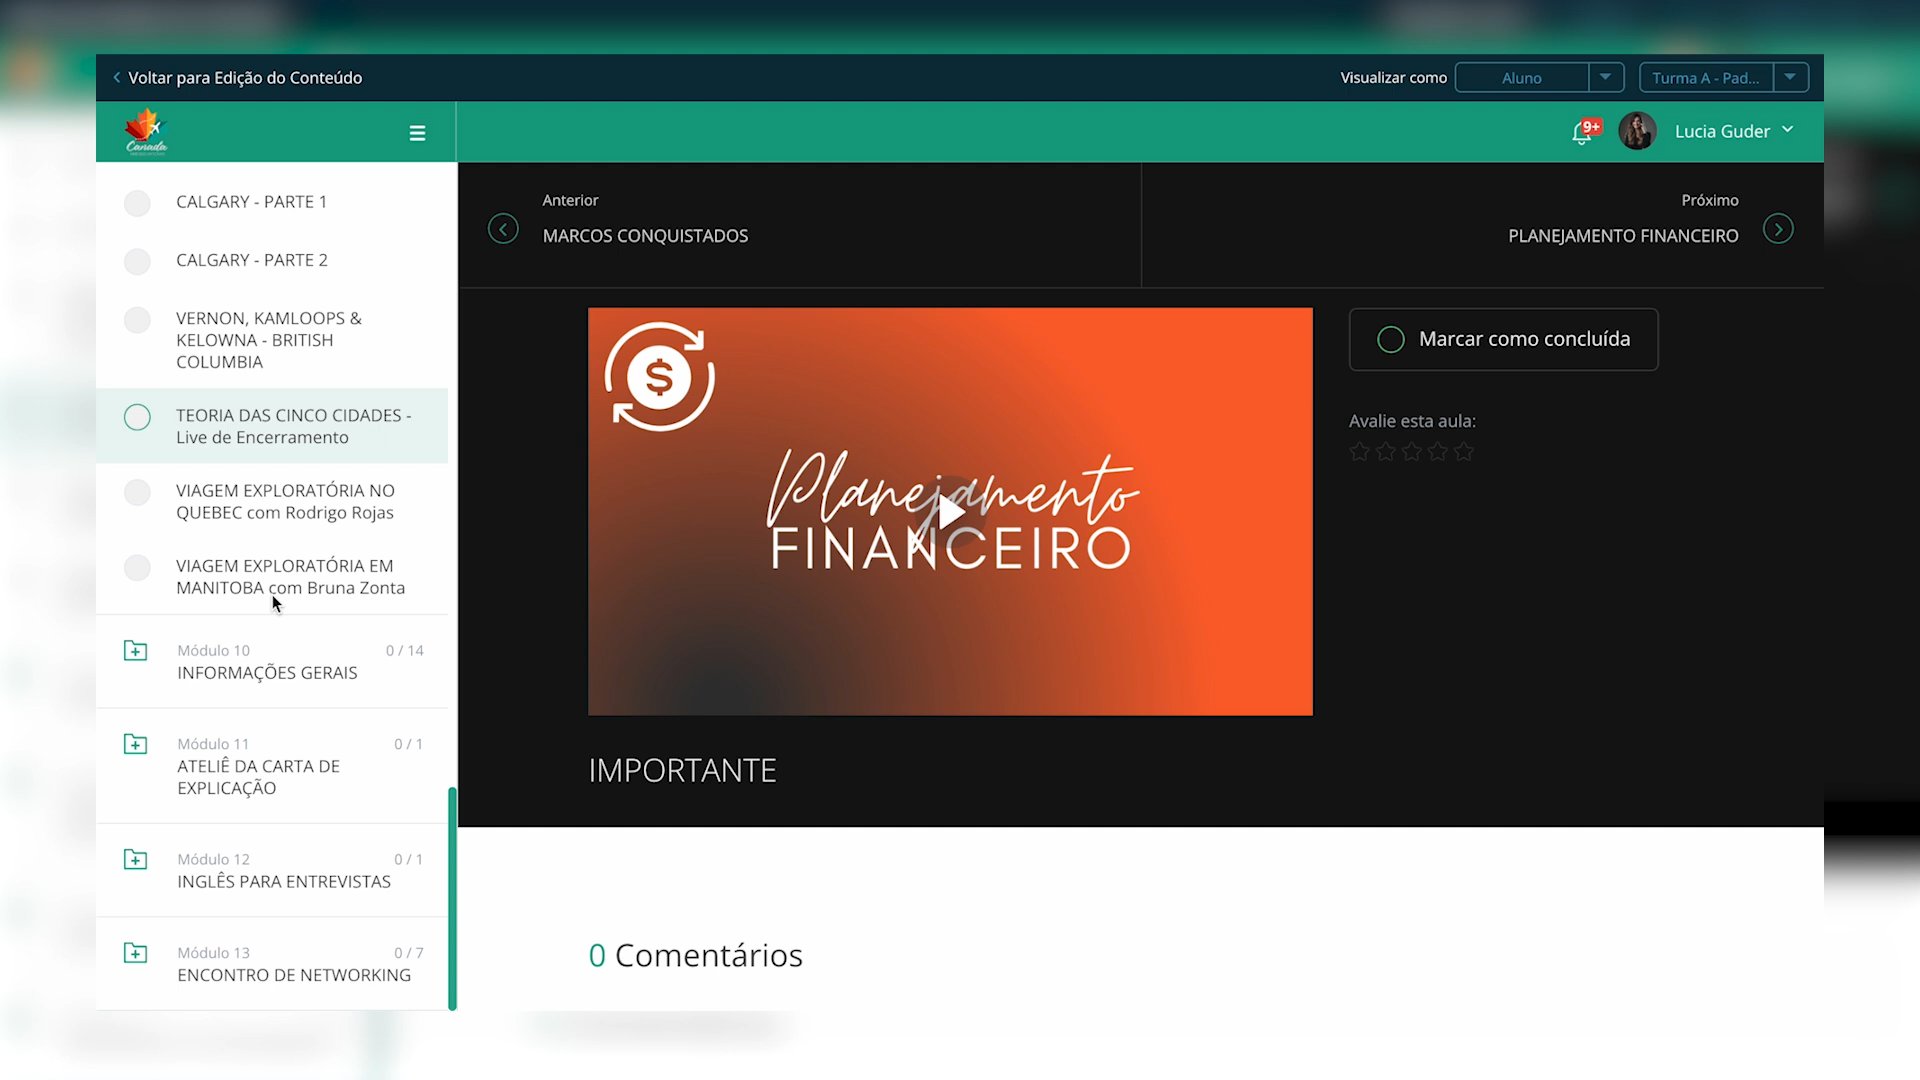 Voltar para Edição do Conteúdo
Visualizar como
Aluno
Turma A - Pad...
Canada
9+
Lucia Guder
CALGARY - PARTE 1
CALGARY - PARTE 2
VERNON, KAMLOOPS &
KELOWNA - BRITISH
COLUMBIA
TEORIA DAS CINCO CIDADES -
Live de Encerramento
VIAGEM EXPLORATÓRIA NO
QUEBEC com Rodrigo Rojas
VIAGEM EXPLORATÓRIA EM
MANITOBA com Bruna Zonta
Módulo 10
0 / 14
INFORMAÇÕES GERAIS
Módulo 11
0 / 1
ATELIÊ DA CARTA DE
EXPLICAÇÃO
Módulo 12
0 / 1
INGLÊS PARA ENTREVISTAS
Módulo 13
0 / 7
ENCONTRO DE NETWORKING
Anterior
MARCOS CONQUISTADOS
Próximo
PLANEJAMENTO FINANCEIRO
$
Planejamento
FINANCEIRO
Marcar como concluída
Avalie esta aula:
IMPORTANTE
0 Comentários